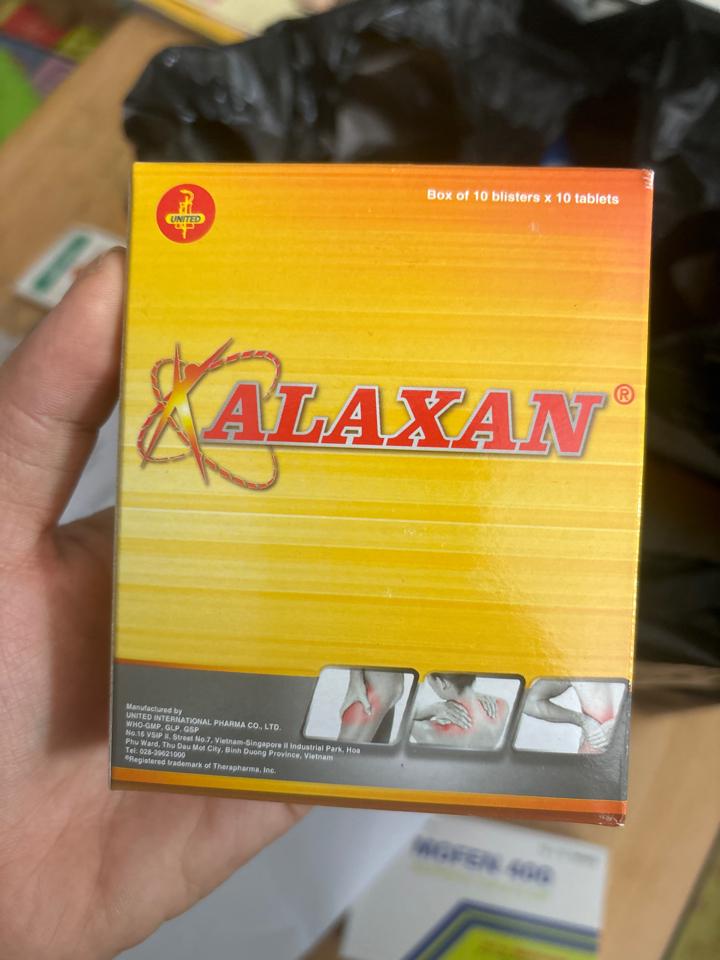 UNITED
Box of 10 blisters x 10 tablets
ALAXAN®
Manufactured by
UNITED INTERNATIONAL PHARMA CO., LTD.
WHO-GMP, GLP, GSP
No.16 VSIP II, Street No.7, Vietnam-Singapore II Industrial Park, Hoa
Phu Ward, Thu Dau Mot City, Binh Duong Province, Vietnam
Tel: 028-39621000
®Registered trademark of Therapharma, Inc.
MOFEN 400